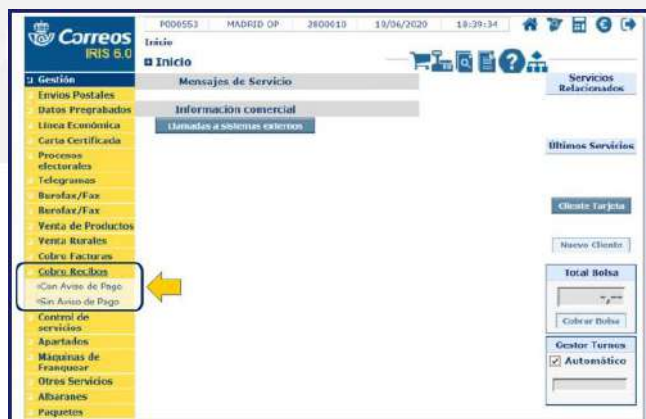 P000553 MADRID OP 2800010 19/06/2020 18:39:34
Correos
IRIS 6.0
Inicio
Inicio
Gestión
Envíos Postales
Datos Pregrabados
Línea Económica
Carta Certificada
Procesos
electorales
Telegramas
Burofax/Fax
Burofax/Fax
Venta de Productos
Venta Rurales
Cobro Facturas
Cobro Recibos
Con Aviso de Pago
Sin Aviso de Pago
Control de
servicios
Apartados
Máquinas de
Franquear
Otros Servicios
Albaranes
Paquetes
Mensajes de Servicio
Información comercial
Llamadas a sistemas externos
Servicios
Relacionados
Últimos Servicios
Cliente Tarjeta
Nuevo Cliente
Total Bolsa
-,--
Cobrar Bolsa
Gestor Turnos
Automático